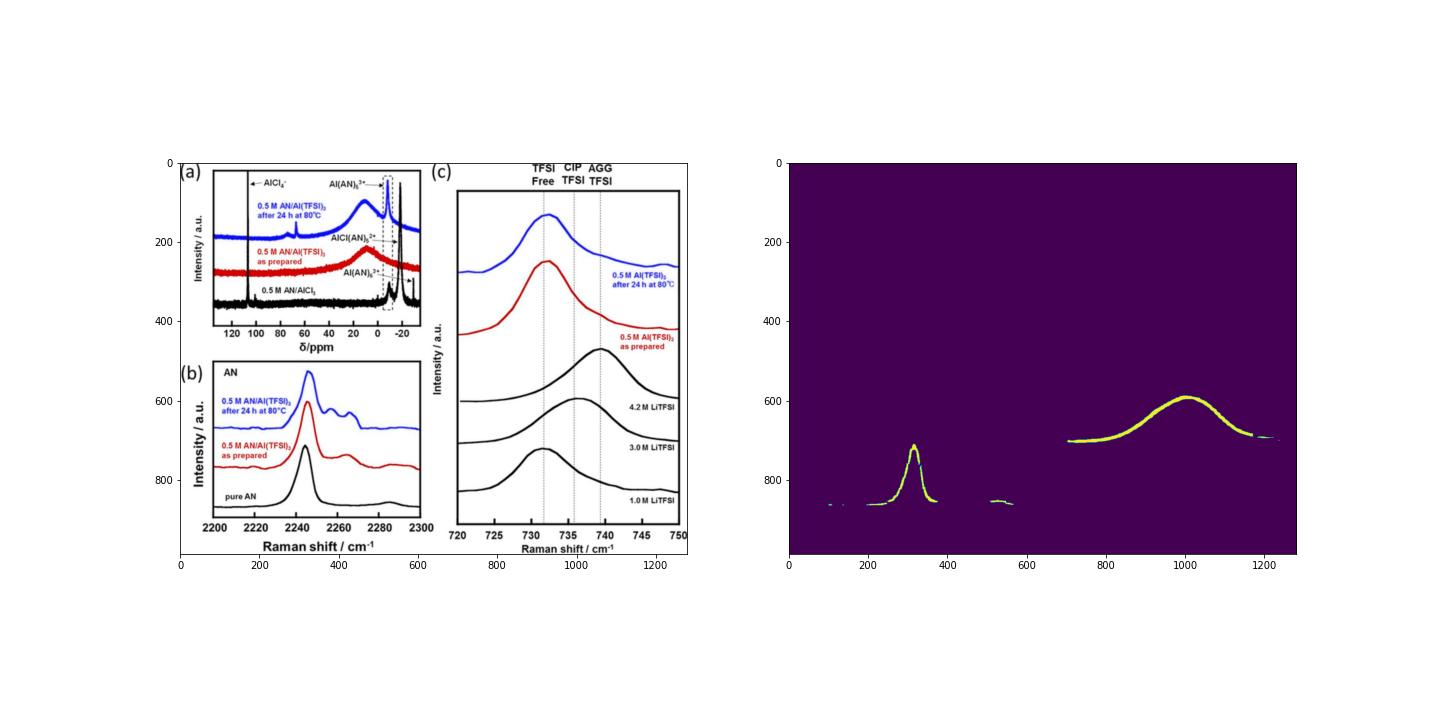 (a)
AlCl4-
Al(AN)5 3+
0.5 M AN/Al(TFSI)3
after 24 h at 80℃
AlCl(AN)5 2+
0.5 M AN/Al(TFSI)3
as prepared
Al(AN)6 3+
0.5 M AN/AlCl3
Intensity / a.u.
120 100 80 60 40 20 0 -20
δ/ppm
(b)
AN
0.5 M AN/Al(TFSI)3
after 24 h at 80°C
0.5 M AN/Al(TFSI)3
as prepared
pure AN
Intensity / a.u.
2200 2220 2240 2260 2280 2300
Raman shift / cm-1
(c)
TFSI CIP AGG
Free TFSI TFSI
0.5 M Al(TFSI)3
after 24 h at 80℃
0.5 M Al(TFSI)3
as prepared
4.2 M LiTFSI
3.0 M LiTFSI
1.0 M LiTFSI
Intensity / a.u.
720 725 730 735 740 745 750
Raman shift / cm-1
0
200
400
600
800
0 200 400 600 800 1000 1200
0
200
400
600
800
0 200 400 600 800 1000 1200